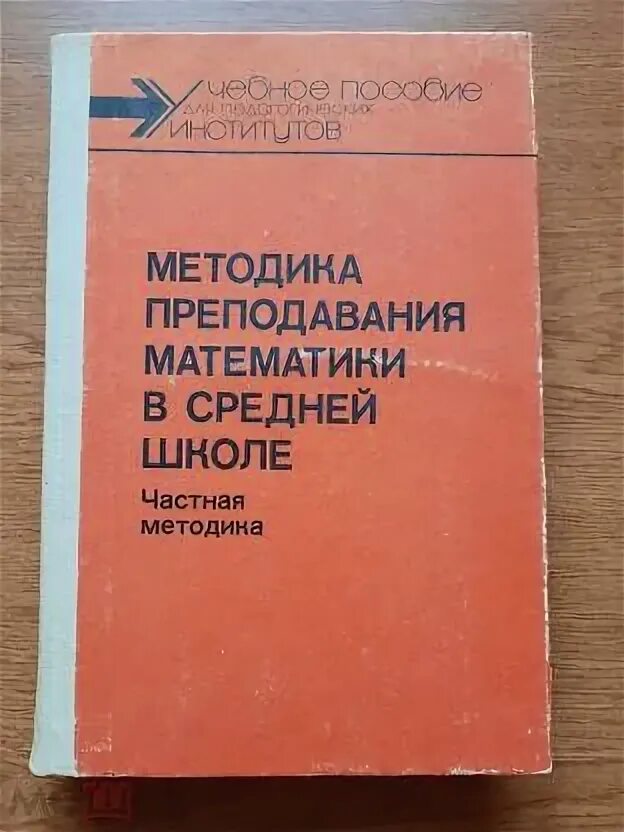 Учебное пособие
для педагогических
институтов
МЕТОДИКА
ПРЕПОДАВАНИЯ
МАТЕМАТИКИ
В СРЕДНЕЙ
ШКОЛЕ
Частная
методика